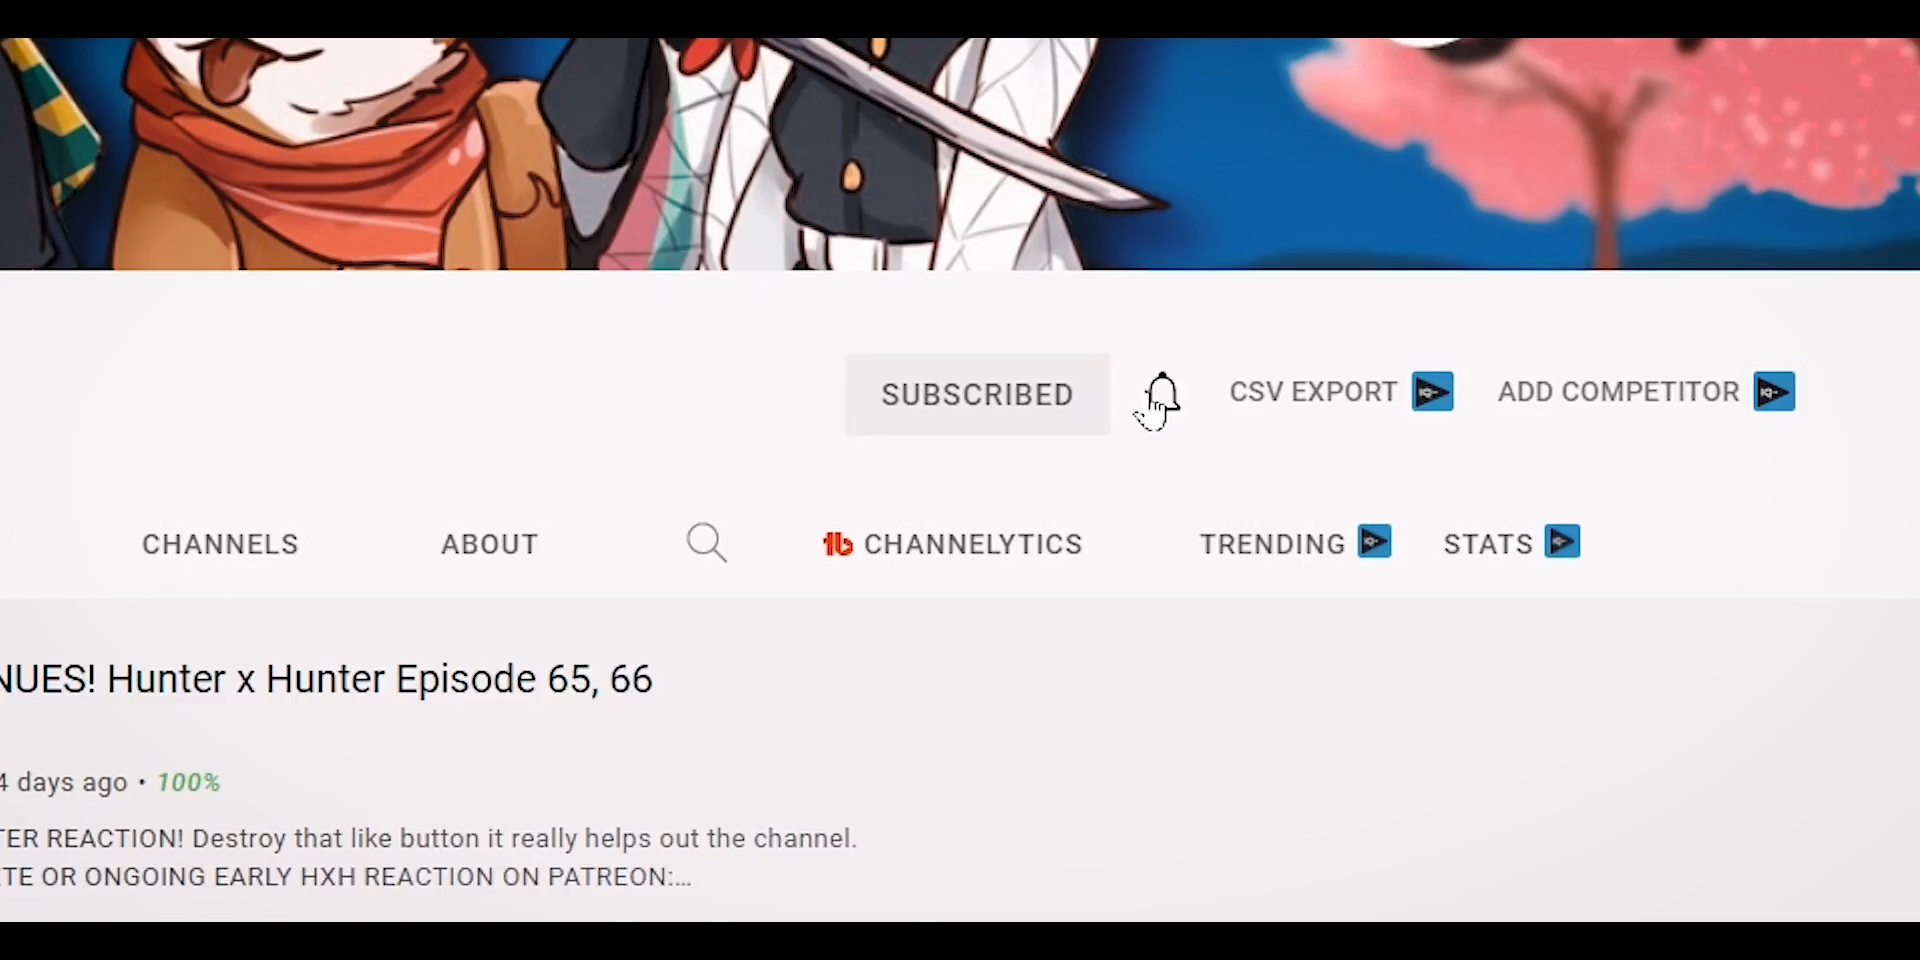 SUBSCRIBED
CSV EXPORT
ADD COMPETITOR
CHANNELS
ABOUT
CHANNELYTICS
TRENDING
STATS
NUES! Hunter x Hunter Episode 65, 66
4 days ago • 100%
TER REACTION! Destroy that like button it really helps out the channel.
ETE OR ONGOING EARLY HXH REACTION ON PATREON:...